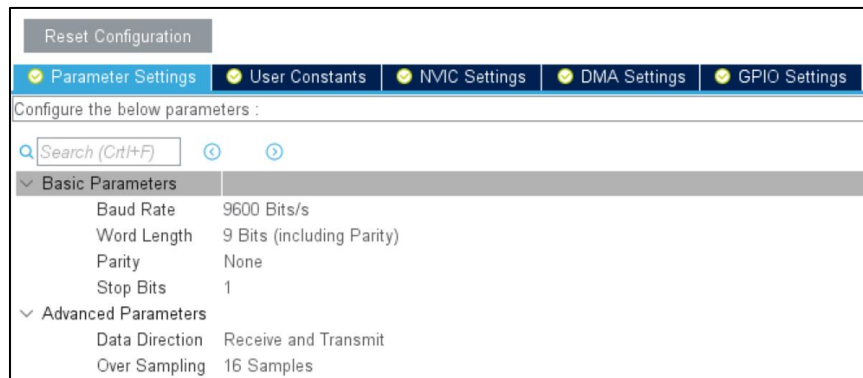 Reset Configuration
Parameter Settings User Constants NVIC Settings DMA Settings GPIO Settings
Configure the below parameters :
Search (Crtl+F)
Basic Parameters
Baud Rate 9600 Bits/s
Word Length 9 Bits (including Parity)
Parity None
Stop Bits 1
Advanced Parameters
Data Direction Receive and Transmit
Over Sampling 16 Samples